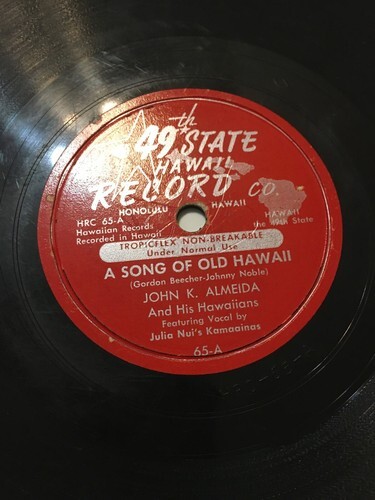 49th STATE
HAWAII
RECORD CO.
HONOLULU HAWAII
HRC 65-A
Hawaiian Records
Recorded in Hawaii
HAWAII
the 49th State
TROPICFLEX NON-BREAKABLE
Under Normal Use
A SONG OF OLD HAWAII
(Gordon Beecher-Johnny Noble)
JOHN K. ALMEIDA
And His Hawaiians
Featuring Vocal by
Julia Nui's Kamaainas
65-A